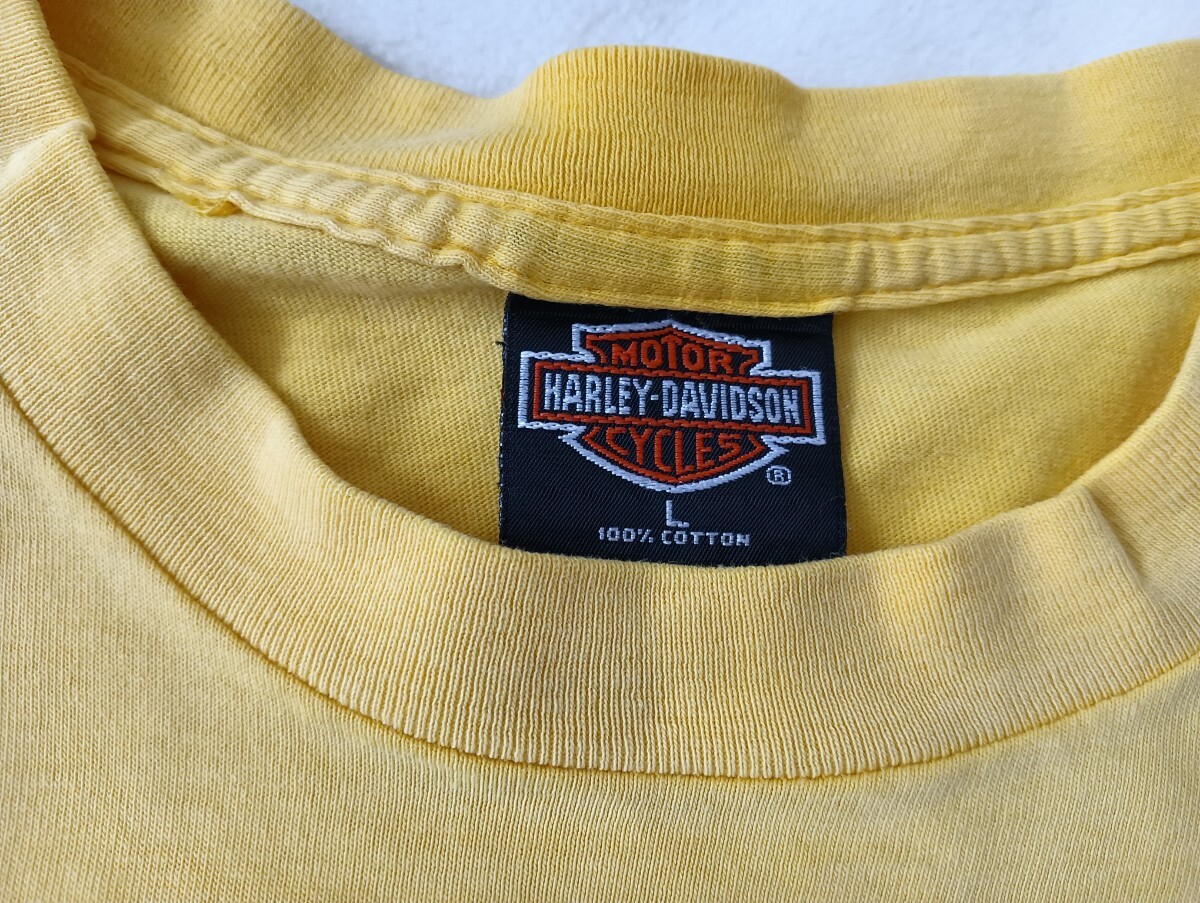 MOTOR
HARLEY-DAVIDSON
CYCLES
®
L
100% COTTON